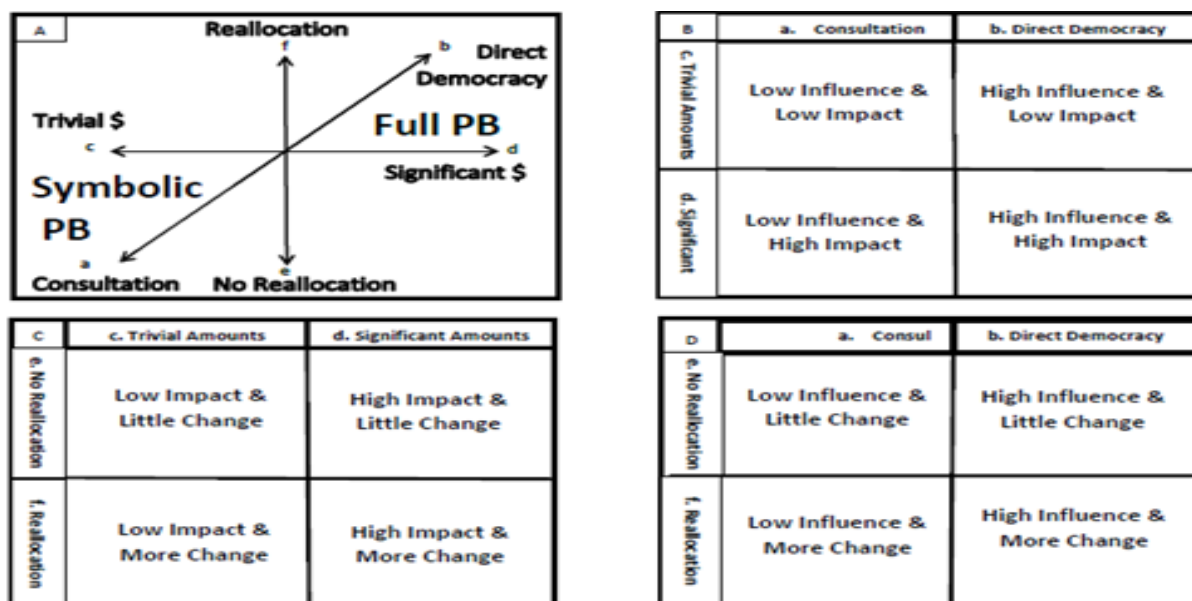 A
Reallocation
f
b
Direct
Democracy
Trivial $
Full PB
c
d
Significant $
Symbolic
PB
a
e
Consultation
No Reallocation
B
a. Consultation
b. Direct Democracy
c. Trivial Amounts
Low Influence &
Low Impact
High Influence &
Low Impact
d. Significant
Low Influence &
High Impact
High Influence &
High Impact
C
c. Trivial Amounts
d. Significant Amounts
e. No Reallocation
Low Impact &
Little Change
High Impact &
Little Change
f. Reallocation
Low Impact &
More Change
High Impact &
More Change
D
a. Consul
b. Direct Democracy
e. No Reallocation
Low Influence &
Little Change
High Influence &
Little Change
f. Reallocation
Low Influence &
More Change
High Influence &
More Change